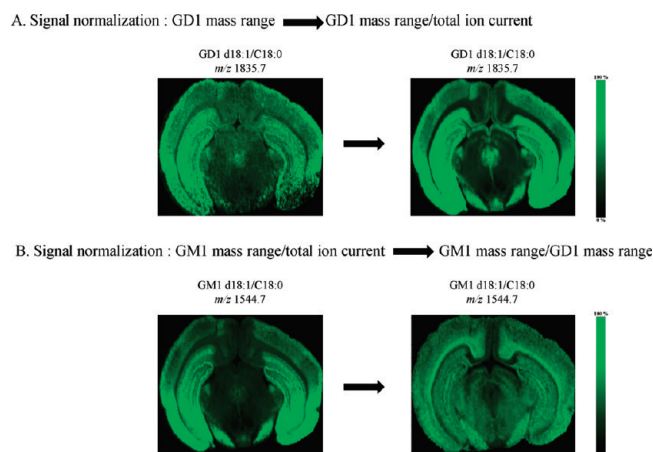 A. Signal normalization : GD1 mass range GD1 mass range/total ion current
GD1 d18:1/C18:0
m/z 1835.7
GD1 d18:1/C18:0
m/z 1835.7
100 %
0 %
B. Signal normalization : GM1 mass range/total ion current GM1 mass range/GD1 mass range
GM1 d18:1/C18:0
m/z 1544.7
GM1 d18:1/C18:0
m/z 1544.7
100 %